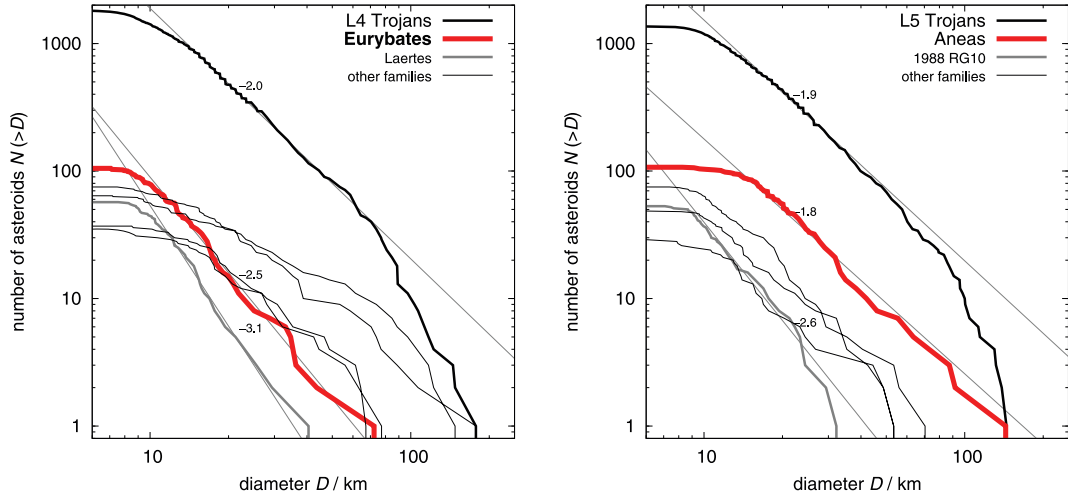 number of asteroids N (>D)
1000
100
10
1
L4 Trojans
Eurybates
Laertes
other families
−2.0
−2.5
−3.1
10
100
diameter D / km
number of asteroids N (>D)
1000
100
10
1
L5 Trojans
Aneas
1988 RG10
other families
−1.9
−1.8
−2.6
10
100
diameter D / km